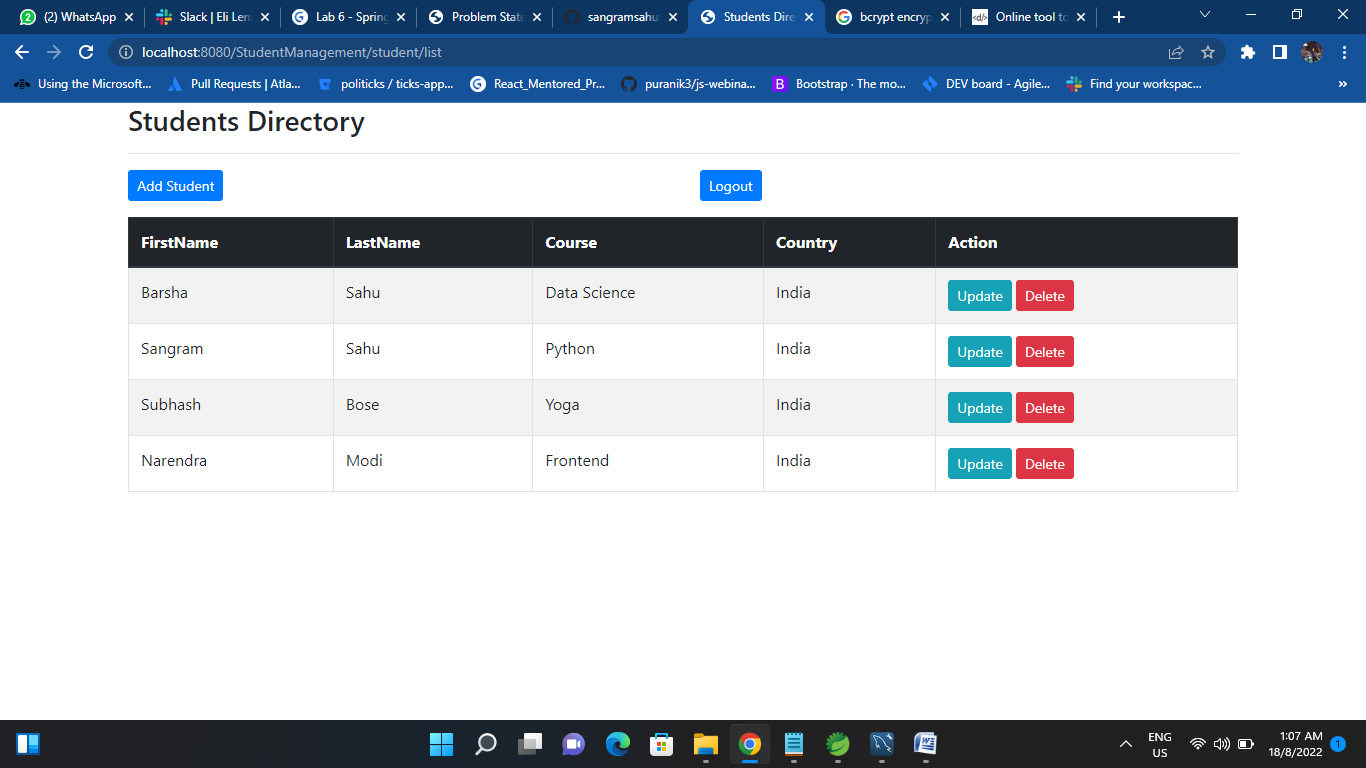 (2) WhatsApp Slack | Eli Len Lab 6 - Spring Problem State sangramsahu Students Dire bcrypt encryp Online tool to
localhost:8080/StudentManagement/student/list
Using the Microsoft... Pull Requests | Atla... politicks / ticks-app... React_Mentored_Pr... puranik3/js-webina... Bootstrap · The mo... DEV board - Agile... Find your workspac...
Students Directory
Add Student Logout
FirstName LastName Course Country Action
Barsha Sahu Data Science India Update Delete
Sangram Sahu Python India Update Delete
Subhash Bose Yoga India Update Delete
Narendra Modi Frontend India Update Delete
ENG 1:07 AM
US 18/8/2022 1